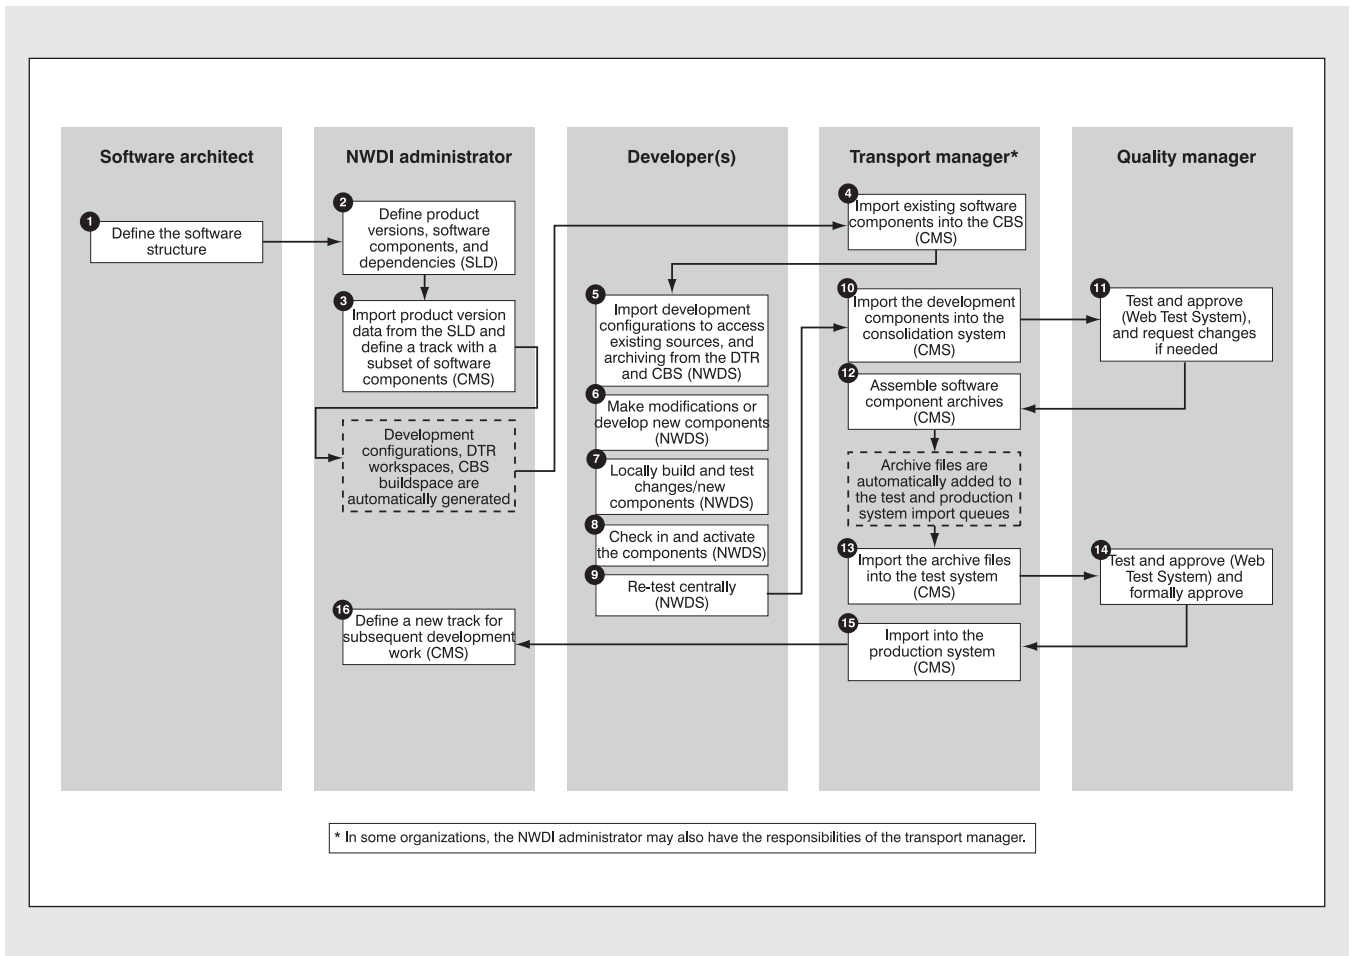 Software architect
NWDI administrator
Developer(s)
Transport manager*
Quality manager
1
Define the software
structure
2
Define product
versions, software
components, and
dependencies (SLD)
3
Import product version
data from the SLD and
define a track with a
subset of software
components (CMS)
Development
configurations, DTR
workspaces, CBS
buildspace are
automatically generated
4
Import existing software
components into the CBS
(CMS)
5
Import development
configurations to access
existing sources, and
archiving from the DTR
and CBS (NWDS)
6
Make modifications or
develop new components
(NWDS)
7
Locally build and test
changes/new
components (NWDS)
8
Check in and activate
the components (NWDS)
9
Re-test centrally
(NWDS)
10
Import the development
components into the
consolidation system
(CMS)
11
Test and approve
(Web Test System),
and request changes
if needed
12
Assemble software
component archives
(CMS)
Archive files are
automatically added to
the test and production
system import queues
13
Import the archive files
into the test system
(CMS)
14
Test and approve (Web
Test System) and
formally approve
15
Import into the
production system
(CMS)
16
Define a new track for
subsequent development
work (CMS)
* In some organizations, the NWDI administrator may also have the responsibilities of the transport manager.